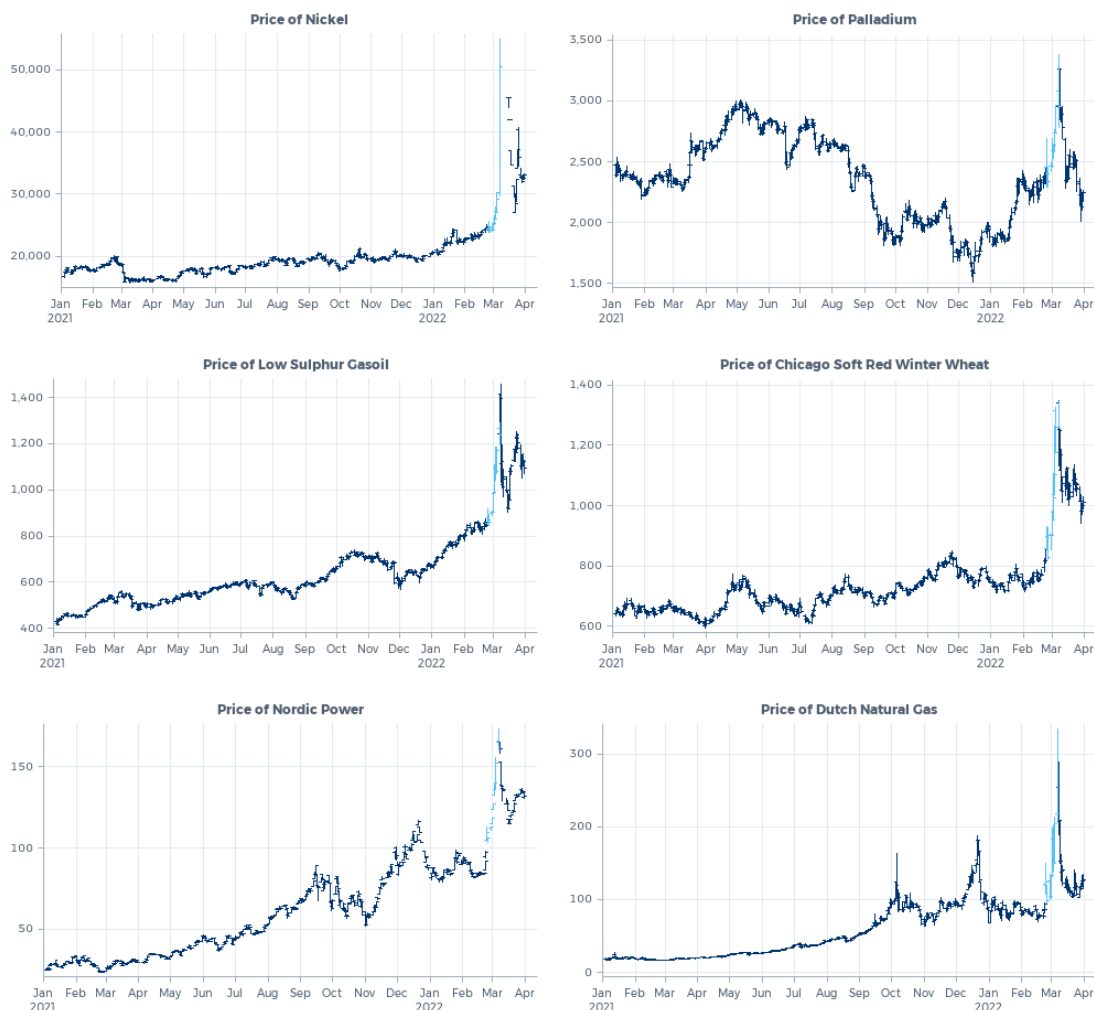 Price of Nickel
50,000
40,000
30,000
20,000
Jan Feb Mar Apr May Jun Jul Aug Sep Oct Nov Dec Jan Feb Mar Apr
2021 2022
Price of Palladium
3,500
3,000
2,500
2,000
1,500
Jan Feb Mar Apr May Jun Jul Aug Sep Oct Nov Dec Jan Feb Mar Apr
2021 2022
Price of Low Sulphur Gasoil
1,400
1,200
1,000
800
600
400
Jan Feb Mar Apr May Jun Jul Aug Sep Oct Nov Dec Jan Feb Mar Apr
2021 2022
Price of Chicago Soft Red Winter Wheat
1,400
1,200
1,000
800
600
Jan Feb Mar Apr May Jun Jul Aug Sep Oct Nov Dec Jan Feb Mar Apr
2021 2022
Price of Nordic Power
150
100
50
Jan Feb Mar Apr May Jun Jul Aug Sep Oct Nov Dec Jan Feb Mar Apr
2021 2022
Price of Dutch Natural Gas
300
200
100
0
Jan Feb Mar Apr May Jun Jul Aug Sep Oct Nov Dec Jan Feb Mar Apr
2021 2022